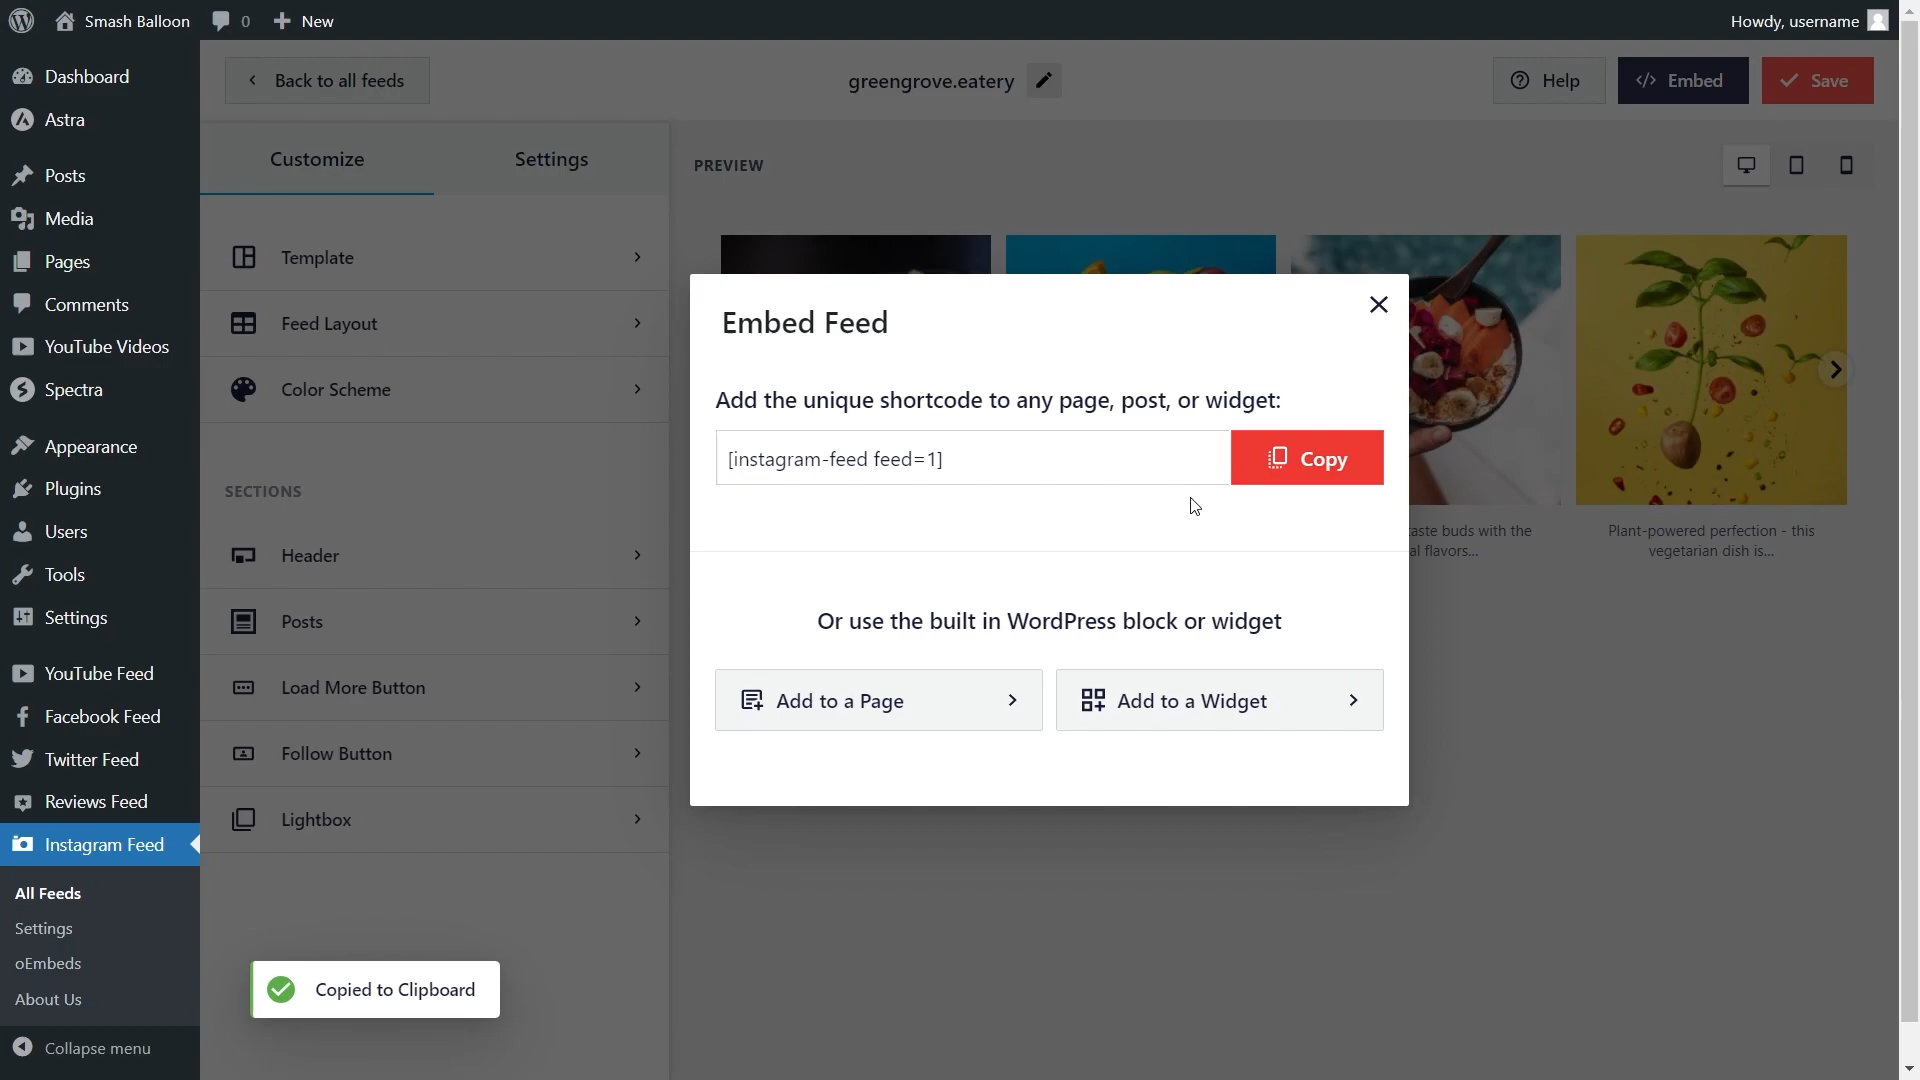 Smash Balloon
0
New
Howdy, username
Dashboard
Astra
Posts
Media
Pages
Comments
YouTube Videos
Spectra
Appearance
Plugins
Users
Tools
Settings
YouTube Feed
Facebook Feed
Twitter Feed
Reviews Feed
Instagram Feed
All Feeds
Settings
oEmbeds
About Us
Collapse menu
Back to all feeds
greengrove.eatery
Help
</> Embed
Save
Customize
Settings
Template
Feed Layout
Color Scheme
SECTIONS
Header
Posts
Load More Button
Follow Button
Lightbox
Copied to Clipboard
PREVIEW
Embed Feed
Add the unique shortcode to any page, post, or widget:
[instagram-feed feed=1]
Copy
Or use the built in WordPress block or widget
Add to a Page
Add to a Widget
aste buds with the
al flavors...
Plant-powered perfection - this
vegetarian dish is...